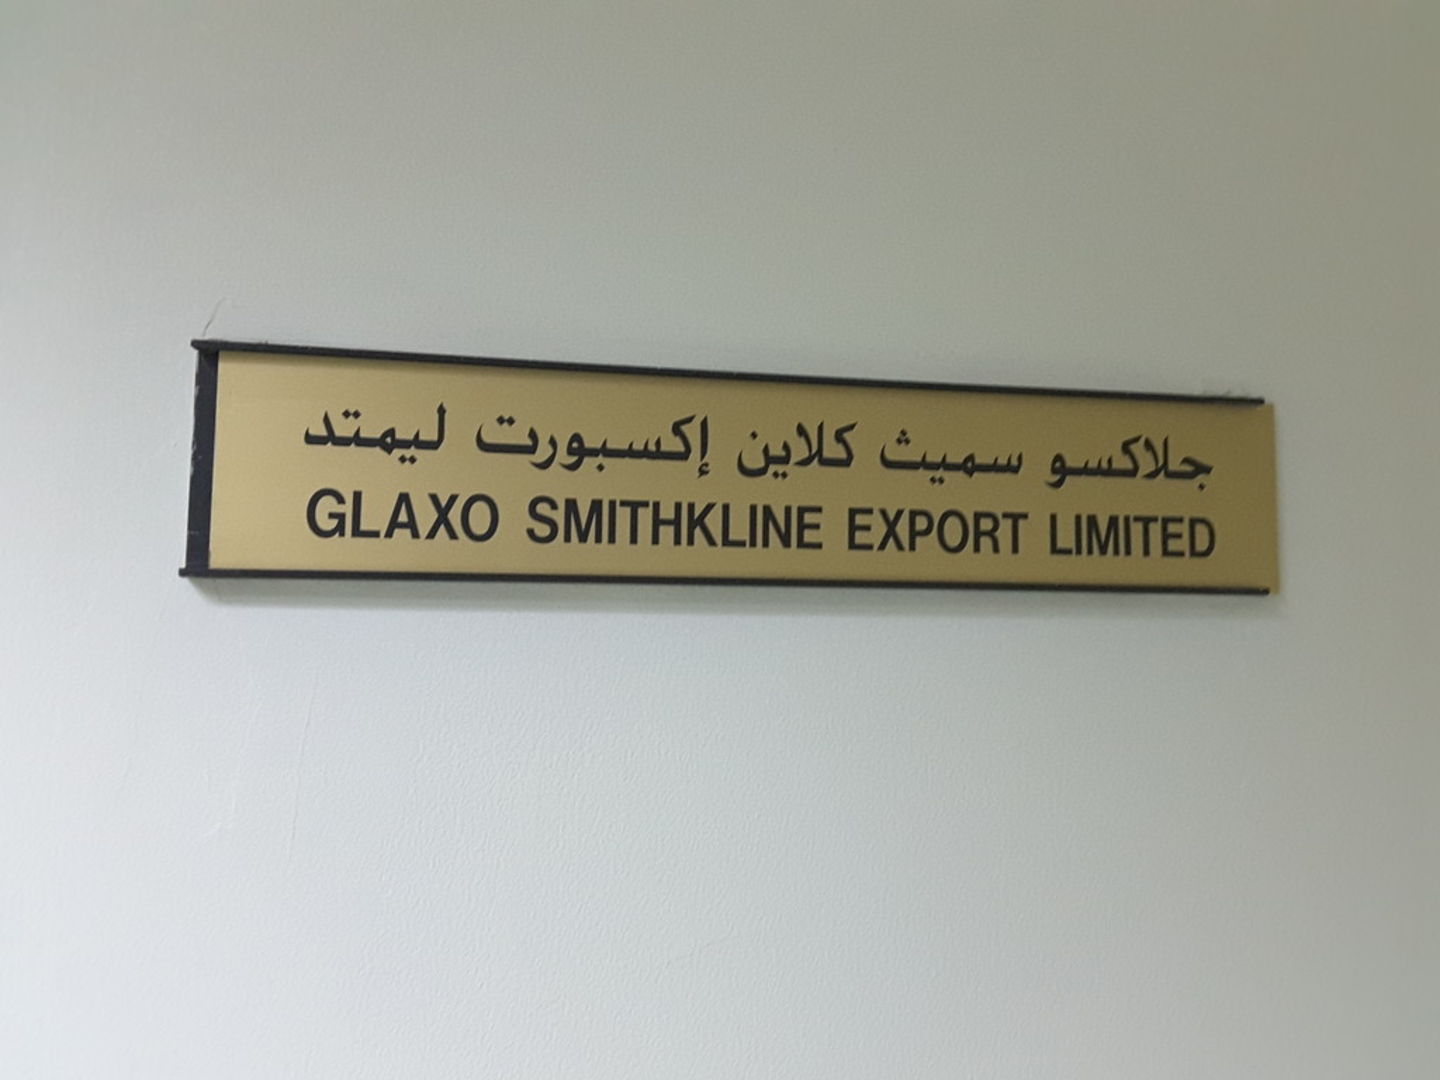 جلاكسو سميث كلاين إكسبورت ليمتد
GLAXO SMITHKLINE EXPORT LIMITED